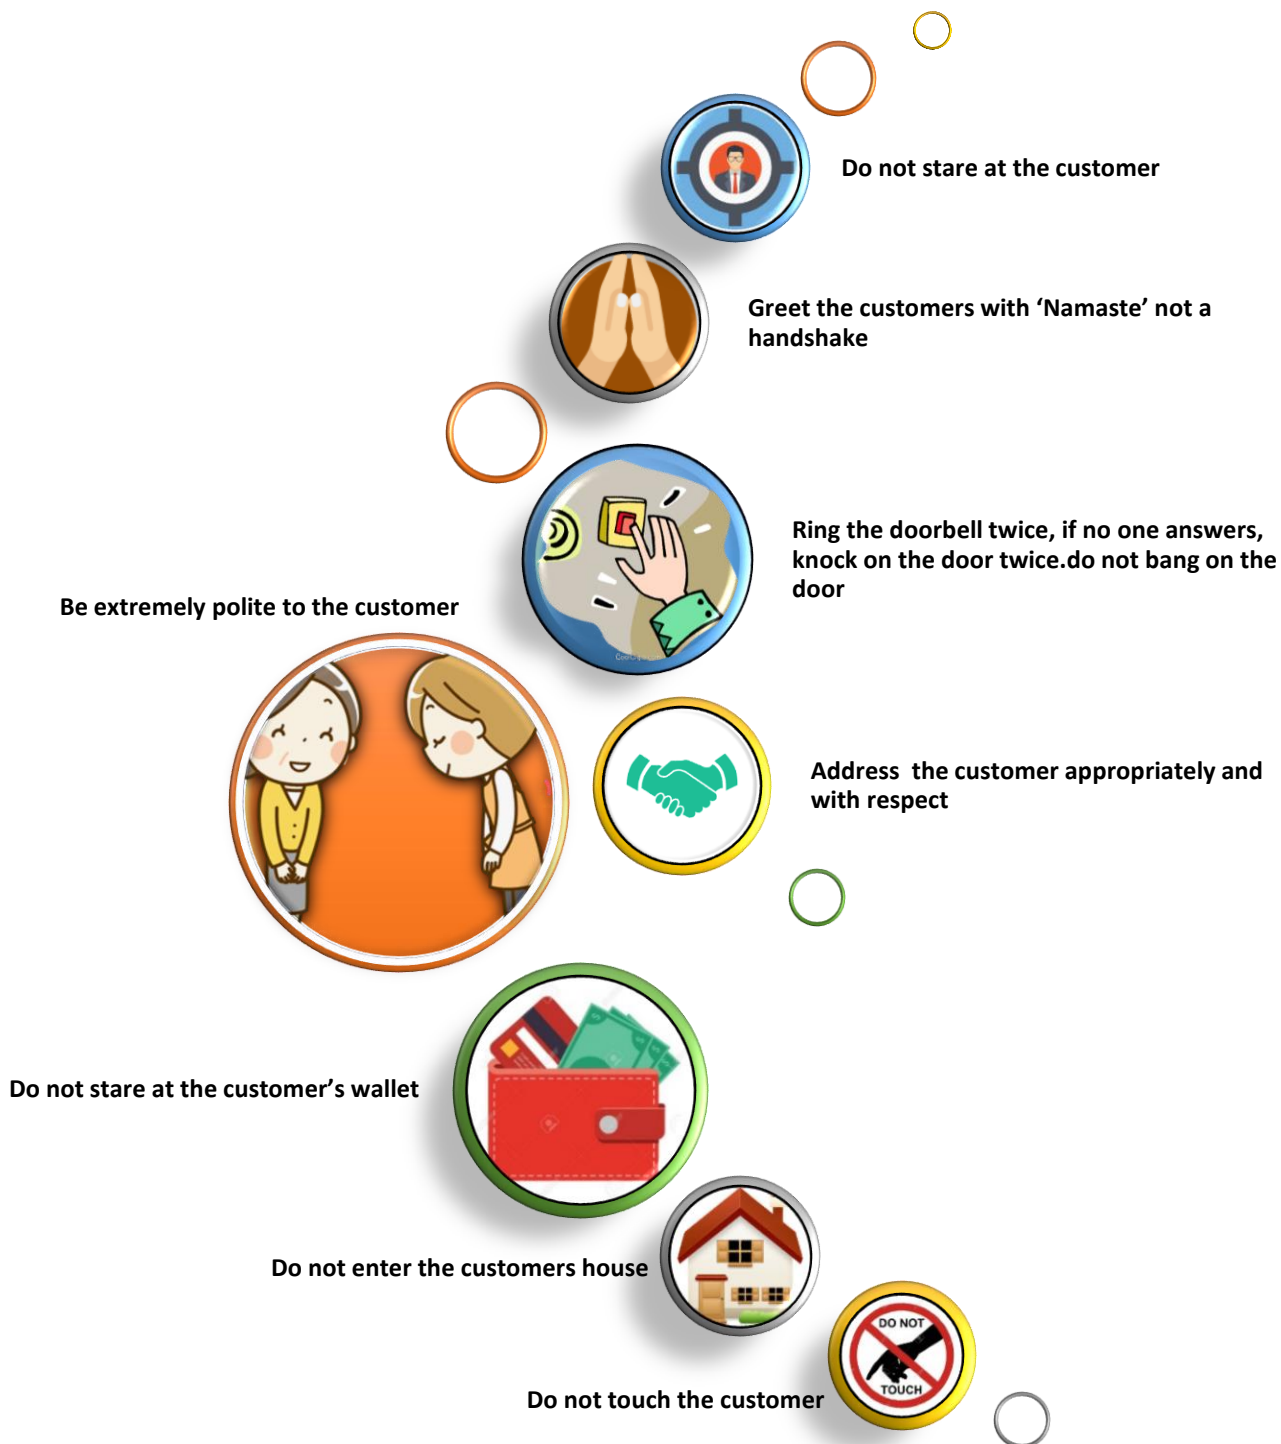 Do not stare at the customer
Greet the customers with ‘Namaste’ not a
handshake
Ring the doorbell twice, if no one answers,
knock on the door twice.do not bang on the
door
Be extremely polite to the customer
Address  the customer appropriately and
with respect
Do not stare at the customer’s wallet
Do not enter the customers house
DO NOT
TOUCH
Do not touch the customer